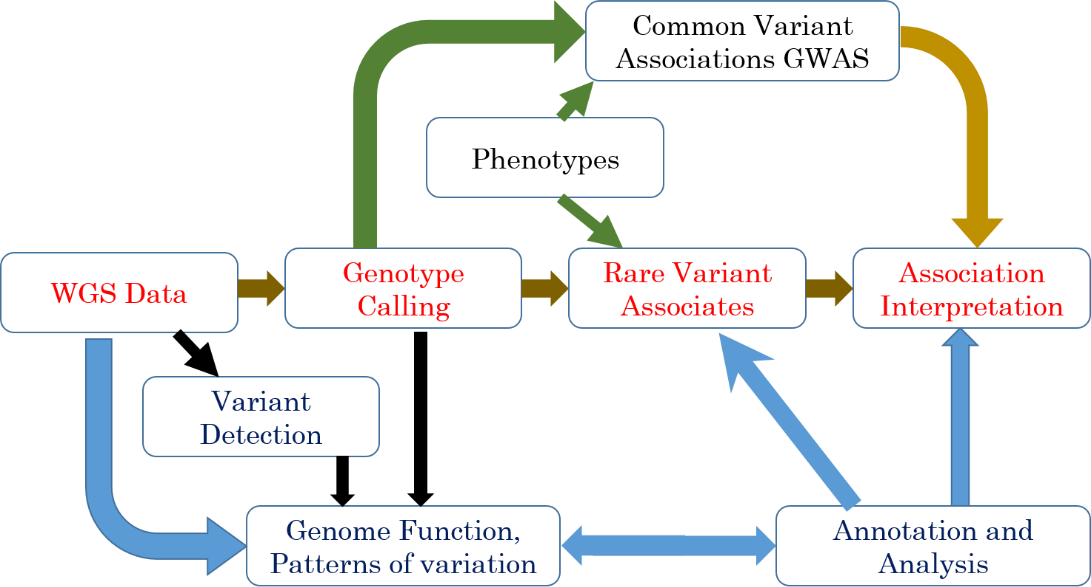 Common Variant
Associations GWAS
Phenotypes
WGS Data
Genotype
Calling
Rare Variant
Associates
Association
Interpretation
Variant
Detection
Genome Function,
Patterns of variation
Annotation and
Analysis